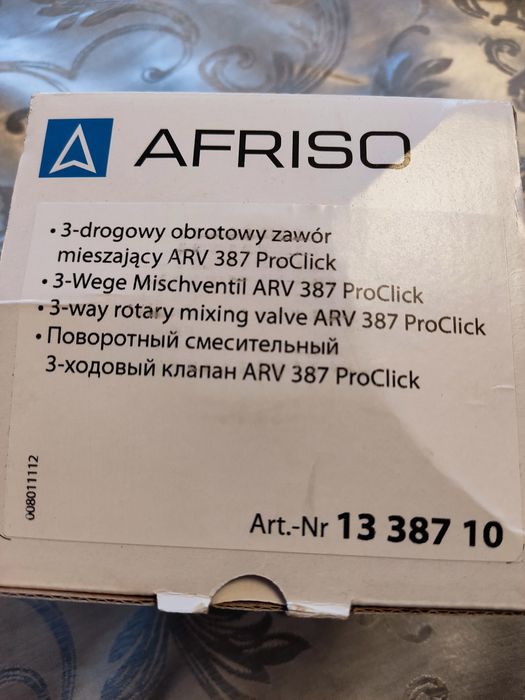 AFRISO
• 3-drogowy obrotowy zawór
mieszający ARV 387 ProClick
• 3-Wege Mischventil ARV 387 ProClick
• 3-way rotary mixing valve ARV 387 ProClick
• Поворотный смесительный
3-ходовый клапан ARV 387 ProClick
008011112
Art.-Nr 13 387 10